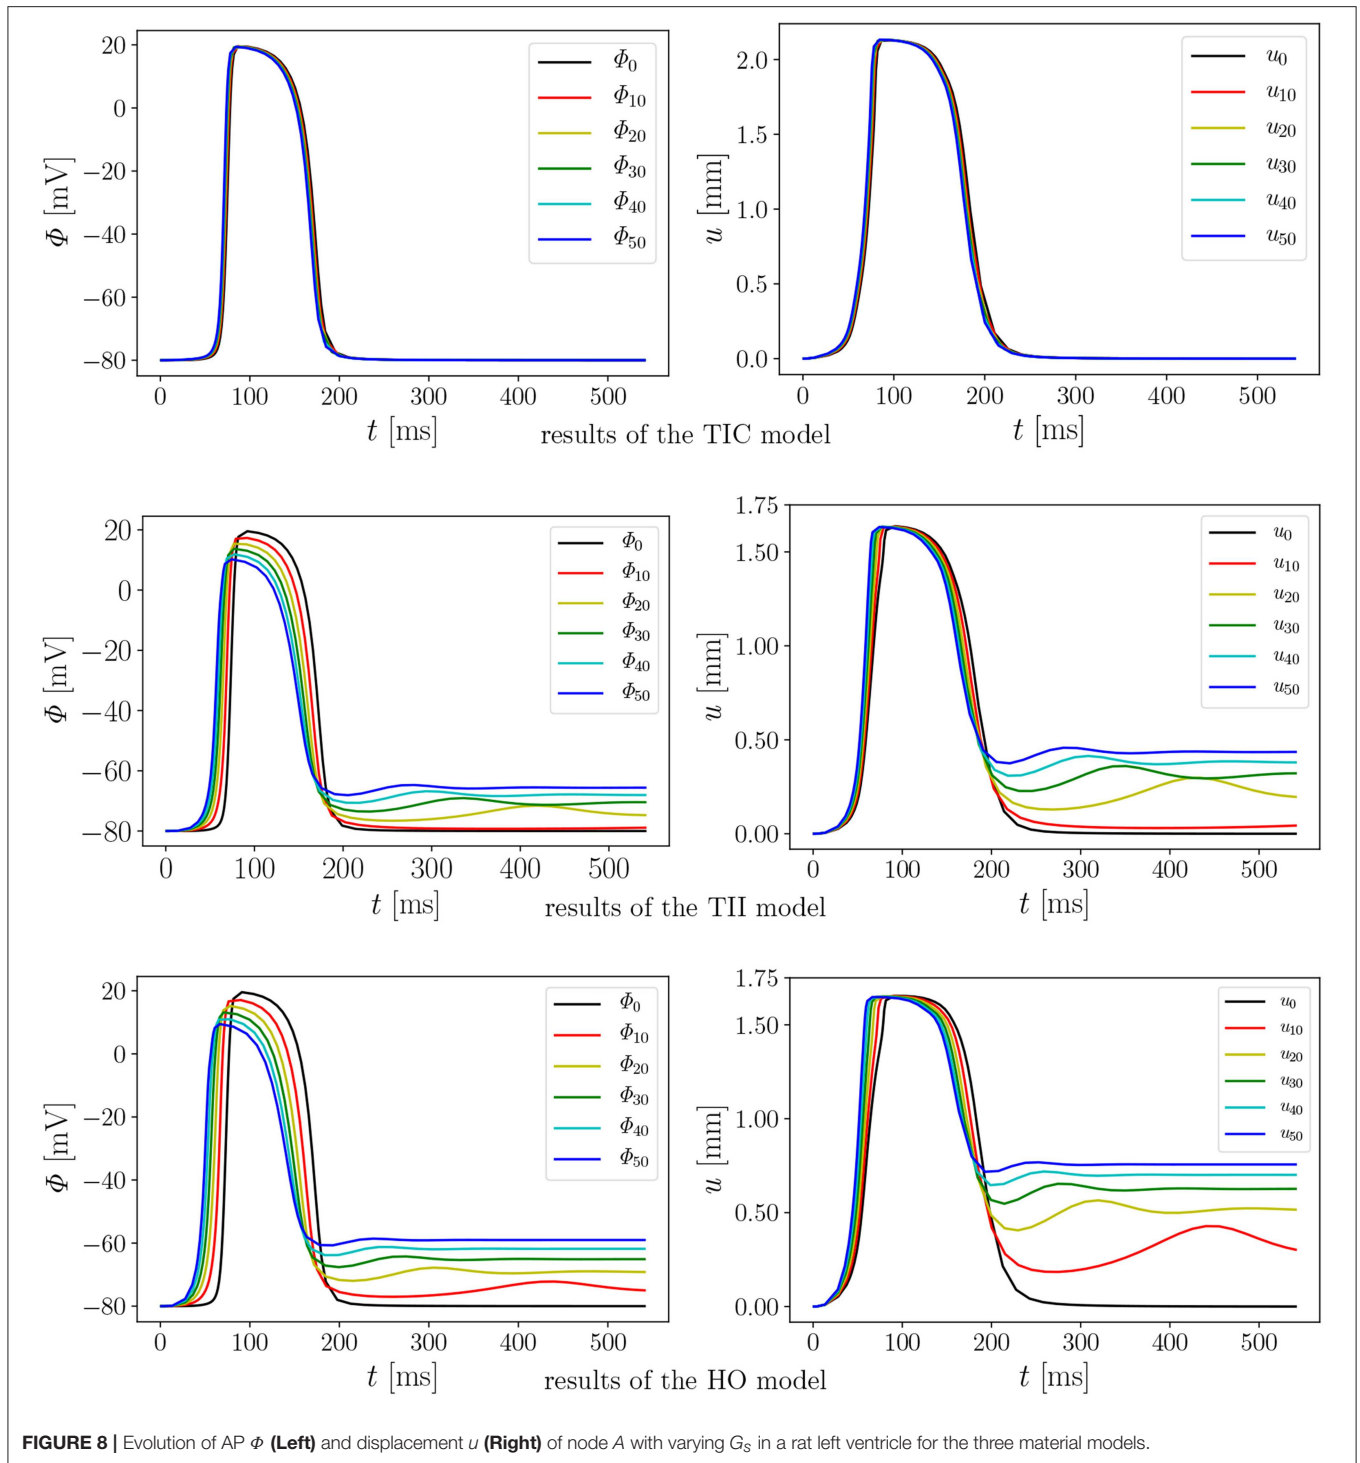 20
0
−20
−40
−60
−80
Φ [mV]
0 100 200 300 400 500
t [ms]
Φ₀
Φ₁₀
Φ₂₀
Φ₃₀
Φ₄₀
Φ₅₀
2.0
1.5
1.0
0.5
0.0
u [mm]
0 100 200 300 400 500
t [ms]
u₀
u₁₀
u₂₀
u₃₀
u₄₀
u₅₀
results of the TIC model
20
0
−20
−40
−60
−80
Φ [mV]
0 100 200 300 400 500
t [ms]
Φ₀
Φ₁₀
Φ₂₀
Φ₃₀
Φ₄₀
Φ₅₀
1.75
1.50
1.00
0.50
0.00
u [mm]
0 100 200 300 400 500
t [ms]
u₀
u₁₀
u₂₀
u₃₀
u₄₀
u₅₀
results of the TII model
20
0
−20
−40
−60
−80
Φ [mV]
0 100 200 300 400 500
t [ms]
Φ₀
Φ₁₀
Φ₂₀
Φ₃₀
Φ₄₀
Φ₅₀
1.75
1.50
1.00
0.50
0.00
u [mm]
0 100 200 300 400 500
t [ms]
u₀
u₁₀
u₂₀
u₃₀
u₄₀
u₅₀
results of the HO model
FIGURE 8 | Evolution of AP Φ (Left) and displacement u (Right) of node A with varying Gₛ in a rat left ventricle for the three material models.